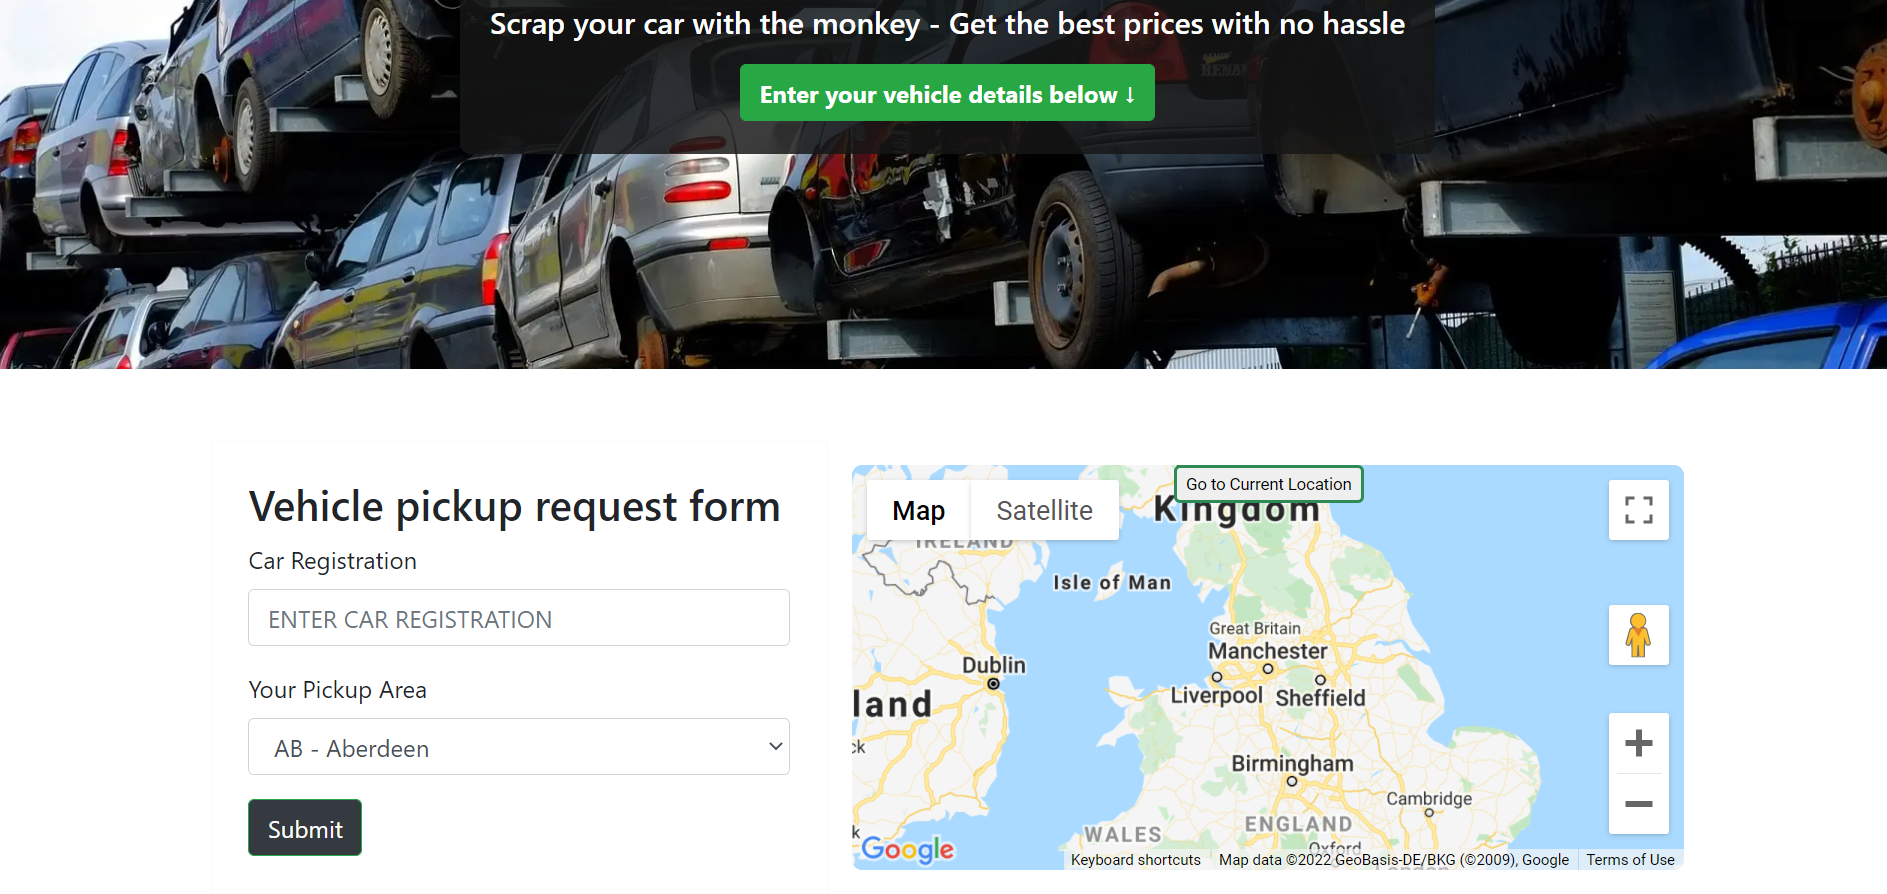 Scrap your car with the monkey - Get the best prices with no hassle
Enter your vehicle details below ↓
Vehicle pickup request form
Car Registration
ENTER CAR REGISTRATION
Your Pickup Area
AB - Aberdeen
Submit
Map
Satellite
Go to Current Location
Kingdom
IRELAND
Isle of Man
Great Britain
Manchester
Dublin
Liverpool
Sheffield
land
ck
Birmingham
Cambridge
k
WALES
ENGLAND
Oxford
Google
Keyboard shortcuts
Map data ©2022 GeoBasis-DE/BKG (©2009), Google
Terms of Use